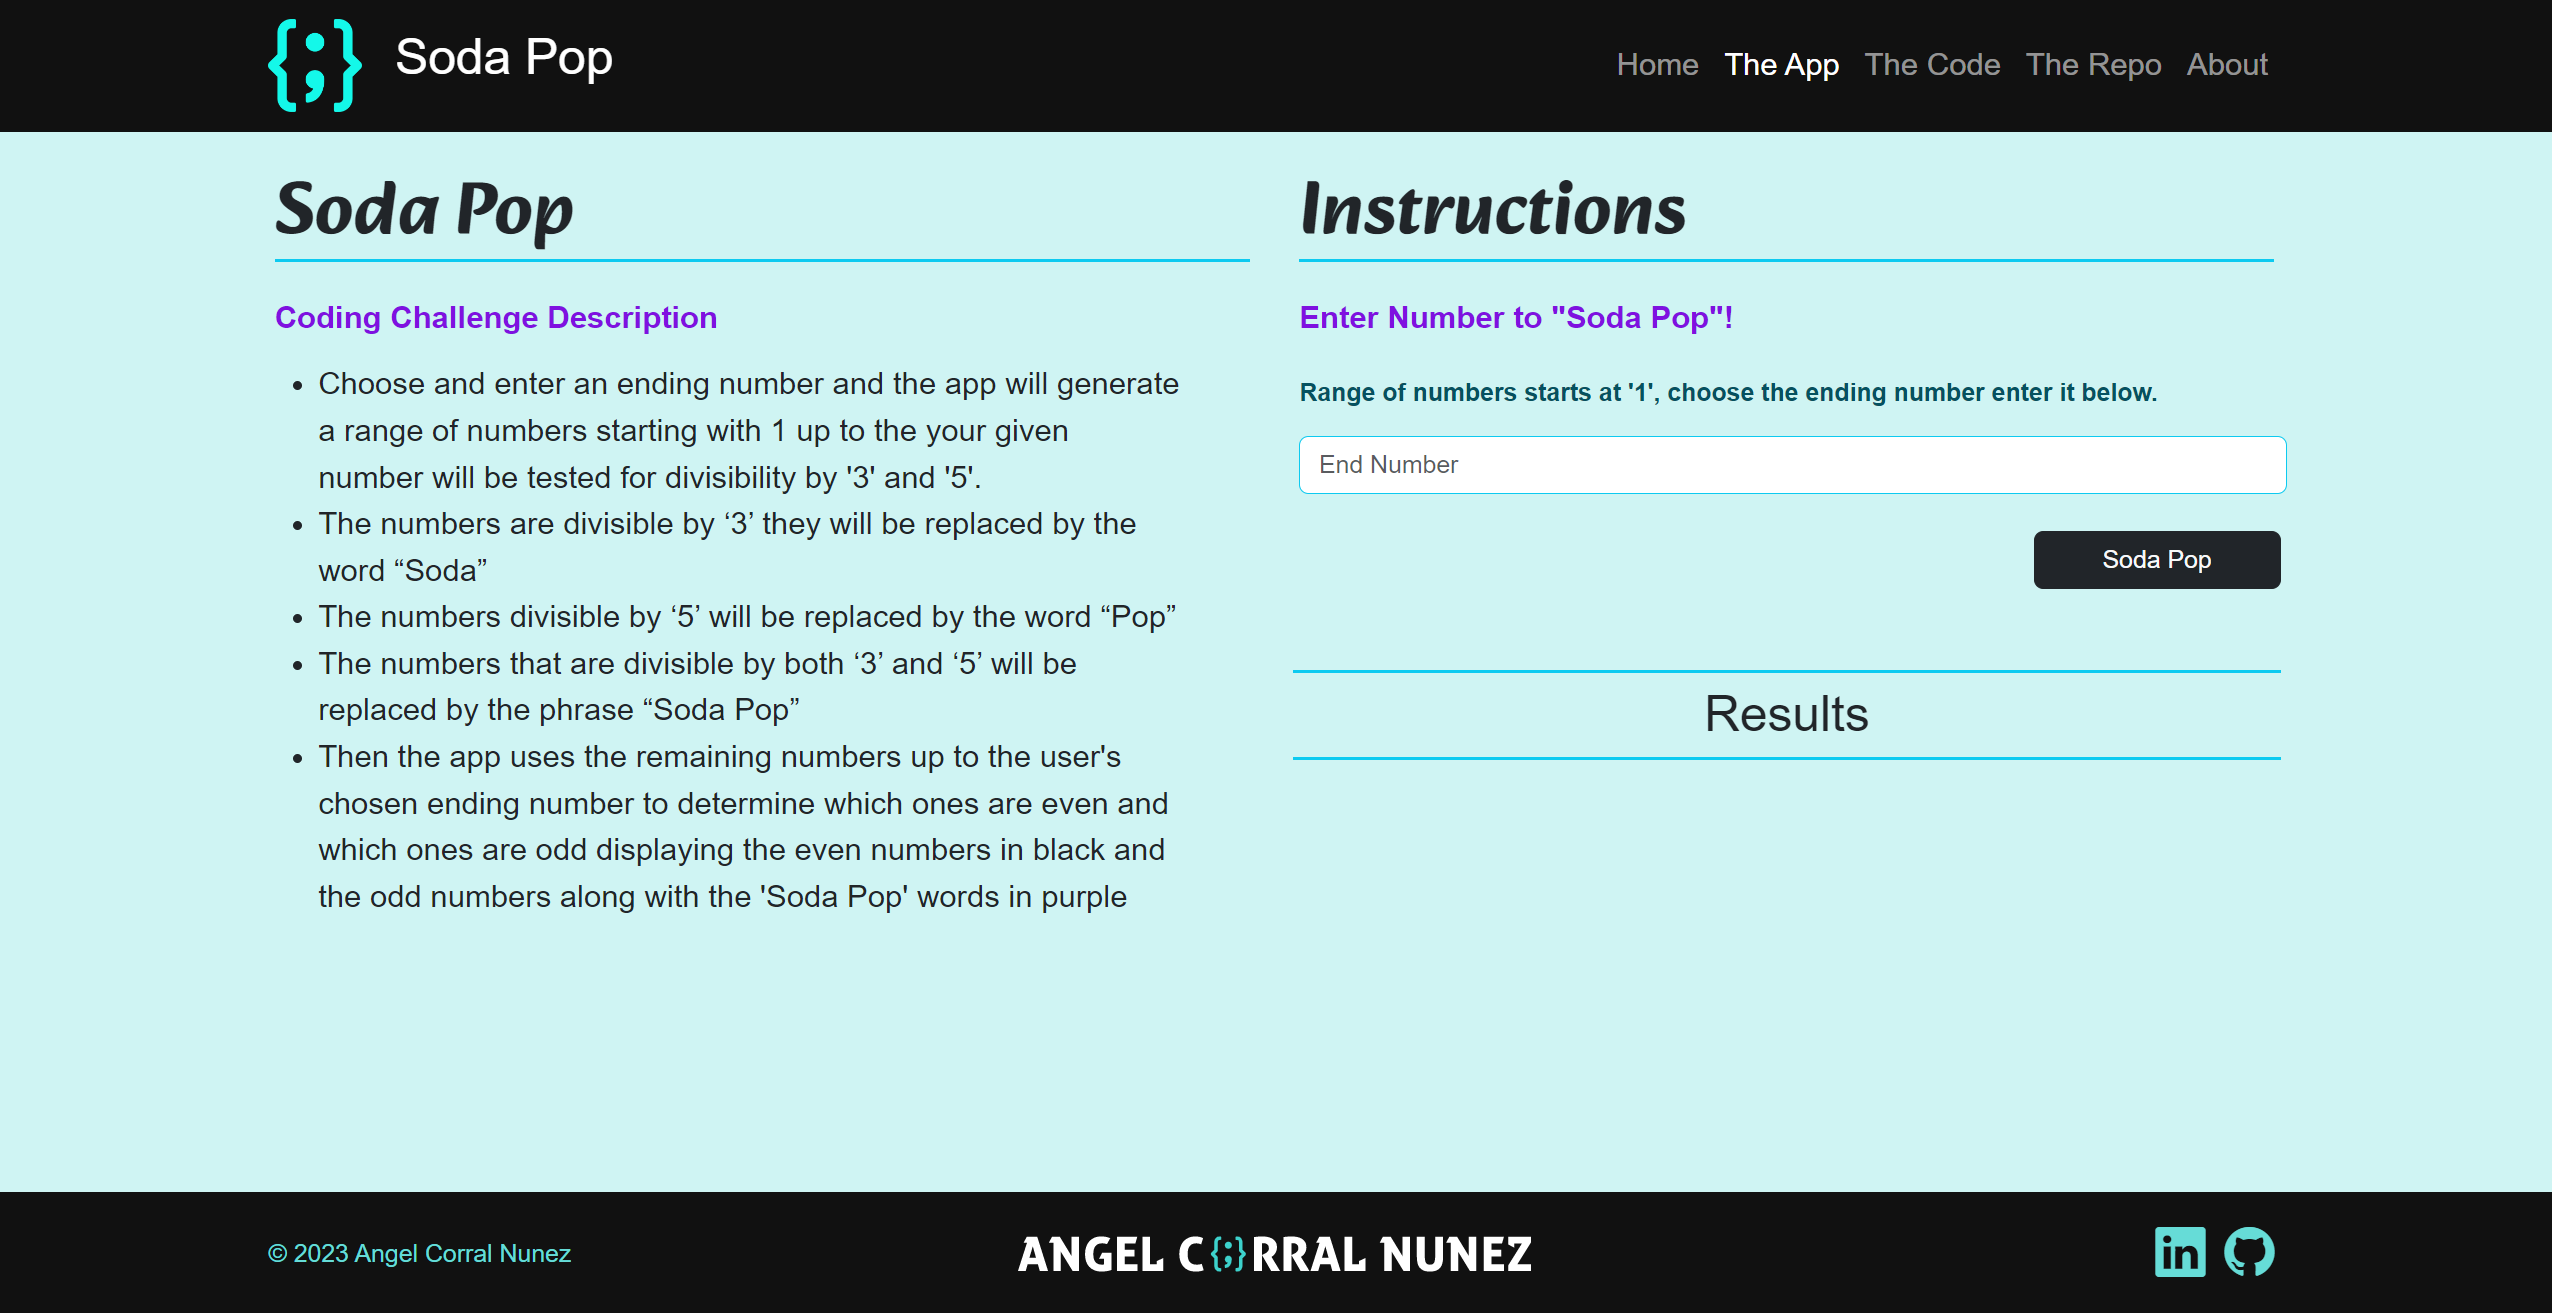 {;} Soda Pop
Home The App The Code The Repo About
Soda Pop
Coding Challenge Description
• Choose and enter an ending number and the app will generate
a range of numbers starting with 1 up to the your given
number will be tested for divisibility by '3' and '5'.
• The numbers are divisible by ‘3’ they will be replaced by the
word “Soda”
• The numbers divisible by ‘5’ will be replaced by the word “Pop”
• The numbers that are divisible by both ‘3’ and ‘5’ will be
replaced by the phrase “Soda Pop”
• Then the app uses the remaining numbers up to the user's
chosen ending number to determine which ones are even and
which ones are odd displaying the even numbers in black and
the odd numbers along with the 'Soda Pop' words in purple
Instructions
Enter Number to "Soda Pop"!
Range of numbers starts at '1', choose the ending number enter it below.
End Number
Soda Pop
Results
© 2023 Angel Corral Nunez
ANGEL C{;}RRAL NUNEZ
in